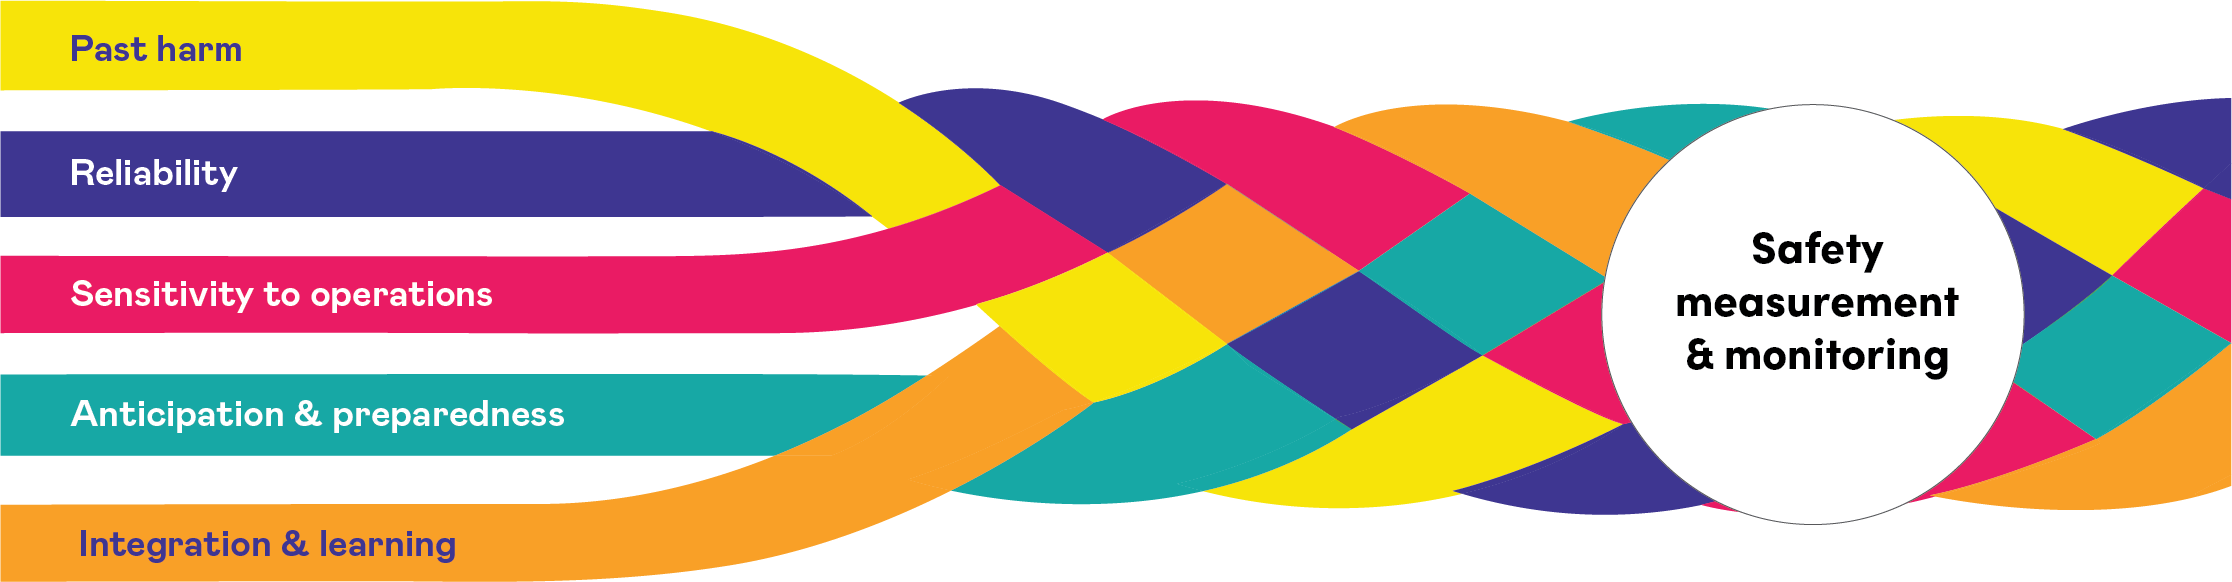 Past harm
Reliability
Sensitivity to operations
Anticipation & preparedness
Integration & learning
Safety
measurement
& monitoring